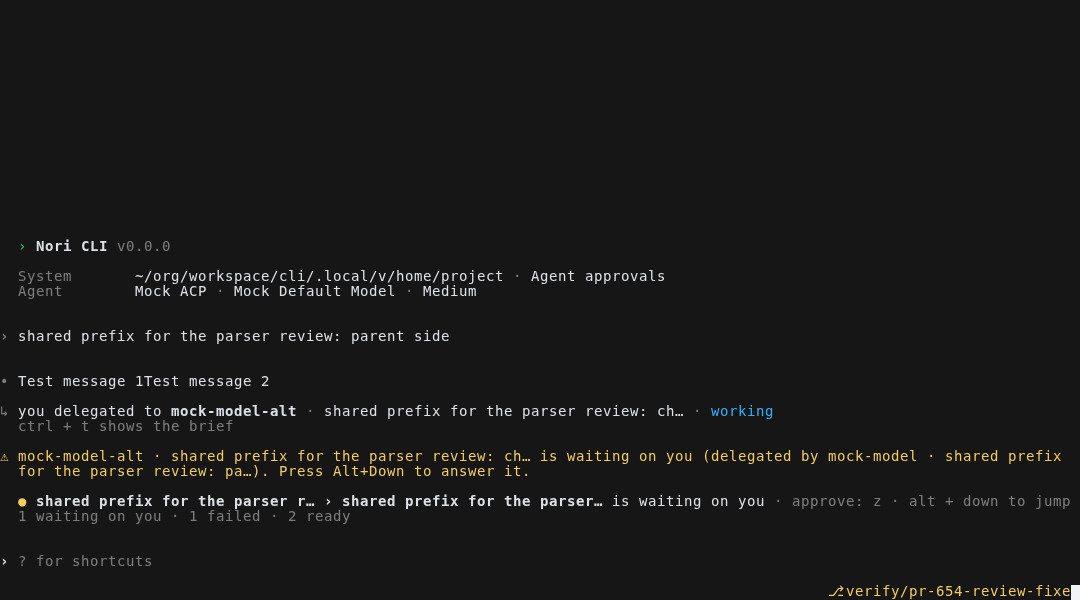 › Nori CLI v0.0.0
System ~/org/workspace/cli/.local/v/home/project · Agent approvals
Agent Mock ACP · Mock Default Model · Medium
› shared prefix for the parser review: parent side
• Test message 1Test message 2
↳ you delegated to mock-model-alt · shared prefix for the parser review: ch… · working
ctrl + t shows the brief
⚠ mock-model-alt · shared prefix for the parser review: ch… is waiting on you (delegated by mock-model · shared prefix
for the parser review: pa…). Press Alt+Down to answer it.
● shared prefix for the parser r… › shared prefix for the parser… is waiting on you · approve: z · alt + down to jump
1 waiting on you · 1 failed · 2 ready
› ? for shortcuts
⎇verify/pr-654-review-fixe